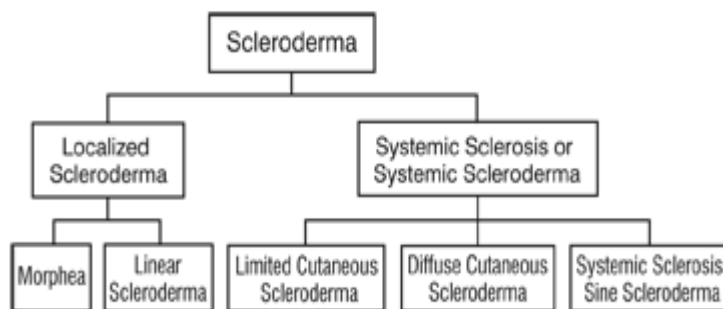 Scleroderma
Localized
Scleroderma
Systemic Sclerosis or
Systemic Scleroderma
Morphea
Linear
Scleroderma
Limited Cutaneous
Scleroderma
Diffuse Cutaneous
Scleroderma
Systemic Sclerosis
Sine Scleroderma